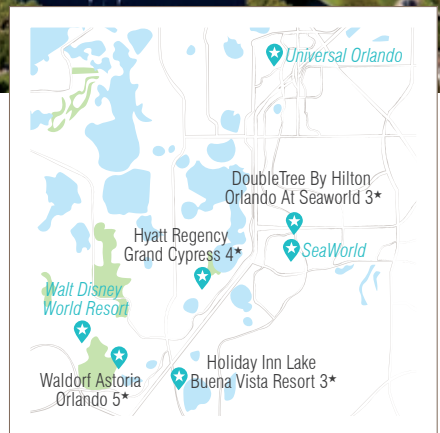 Universal Orlando
DoubleTree By Hilton
Orlando At Seaworld 3★
Hyatt Regency
Grand Cypress 4★
SeaWorld
Walt Disney
World Resort
Waldorf Astoria
Orlando 5★
Holiday Inn Lake
Buena Vista Resort 3★